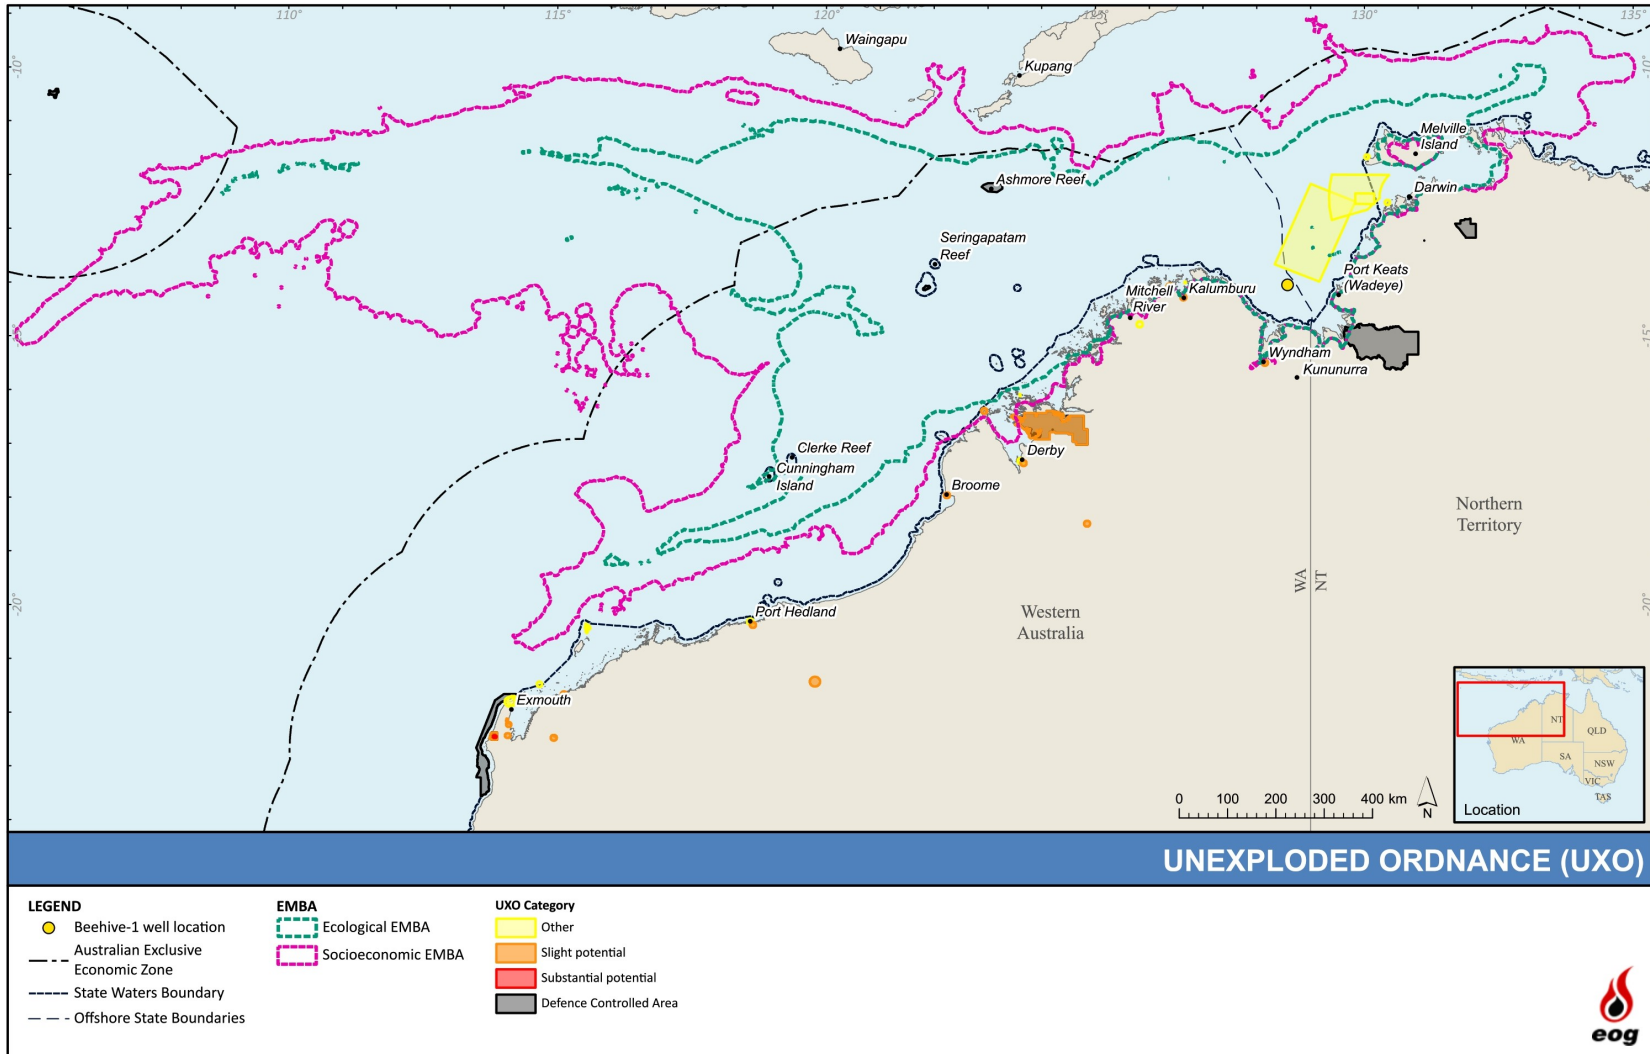 110°
115°
120°
125°
130°
135°
-10°
-10°
Waingapu
Kupang
Melville
Island
Darwin
Ashmore Reef
Seringapatam
Reef
Port Keats
(Wadeye)
Mitchell
River
Kalumburu
-15°
-15°
Wyndham
Kununurra
Derby
Clerke Reef
Cunningham
Island
Broome
Northern
Territory
WA
NT
-20°
-20°
Port Hedland
Western
Australia
Exmouth
0 100 200 300 400 km
N
NT
WA
QLD
SA
NSW
VIC
TAS
Location
UNEXPLODED ORDNANCE (UXO)
LEGEND
Beehive-1 well location
Australian Exclusive
Economic Zone
State Waters Boundary
Offshore State Boundaries
EMBA
Ecological EMBA
Socioeconomic EMBA
UXO Category
Other
Slight potential
Substantial potential
Defence Controlled Area
eog